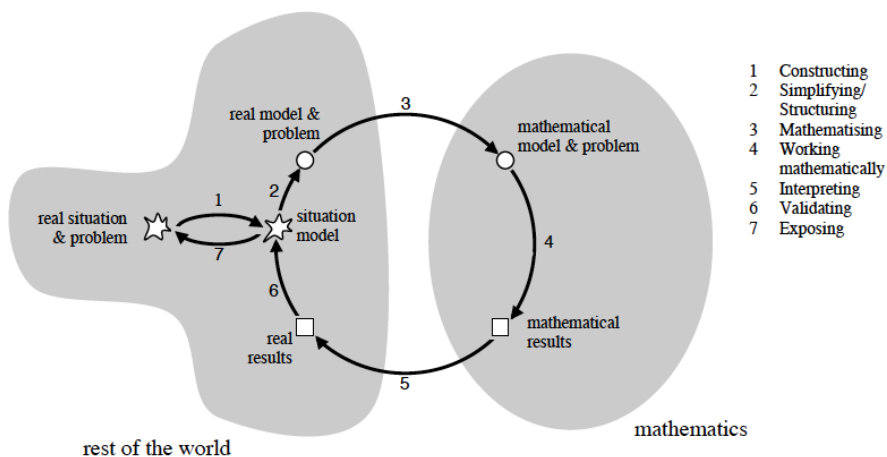 real model &
problem
3
mathematical
model & problem
1 Constructing
2 Simplifying/
Structuring
3 Mathematising
4 Working
mathematically
5 Interpreting
6 Validating
7 Exposing
2
1
real situation
& problem
situation
model
7
4
6
real
results
mathematical
results
5
rest of the world
mathematics